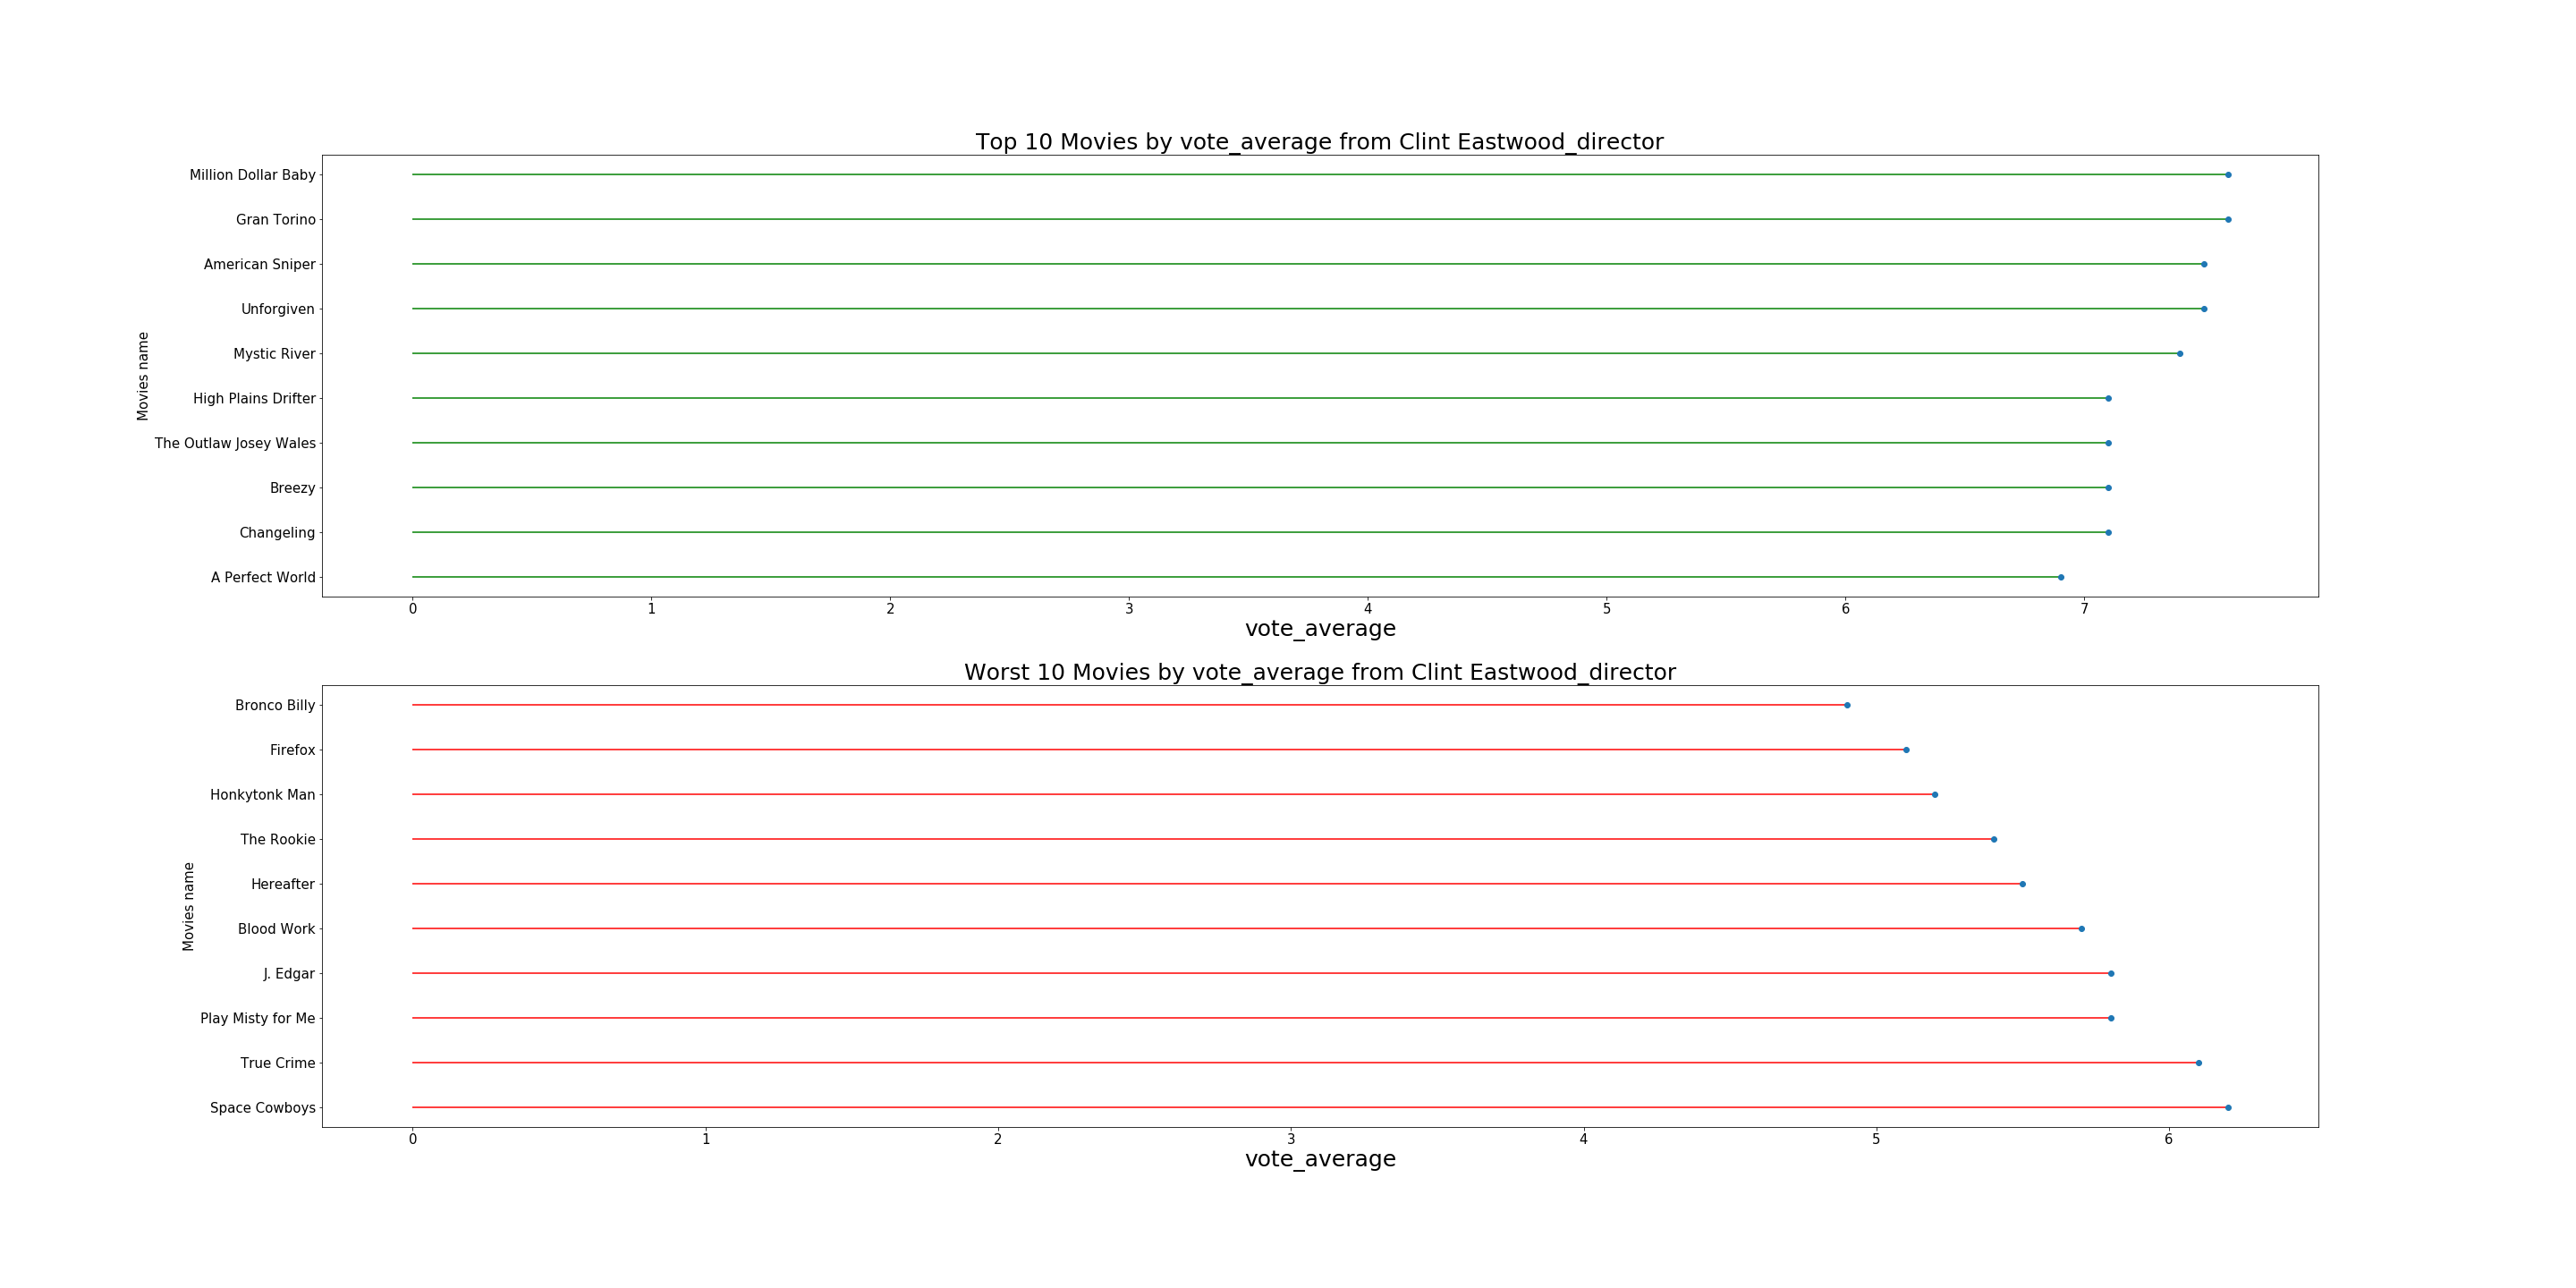 Top 10 Movies by vote_average from Clint Eastwood_director
Movies name
Million Dollar Baby
Gran Torino
American Sniper
Unforgiven
Mystic River
High Plains Drifter
The Outlaw Josey Wales
Breezy
Changeling
A Perfect World
0 1 2 3 4 5 6 7
vote_average
Worst 10 Movies by vote_average from Clint Eastwood_director
Movies name
Bronco Billy
Firefox
Honkytonk Man
The Rookie
Hereafter
Blood Work
J. Edgar
Play Misty for Me
True Crime
Space Cowboys
0 1 2 3 4 5 6
vote_average